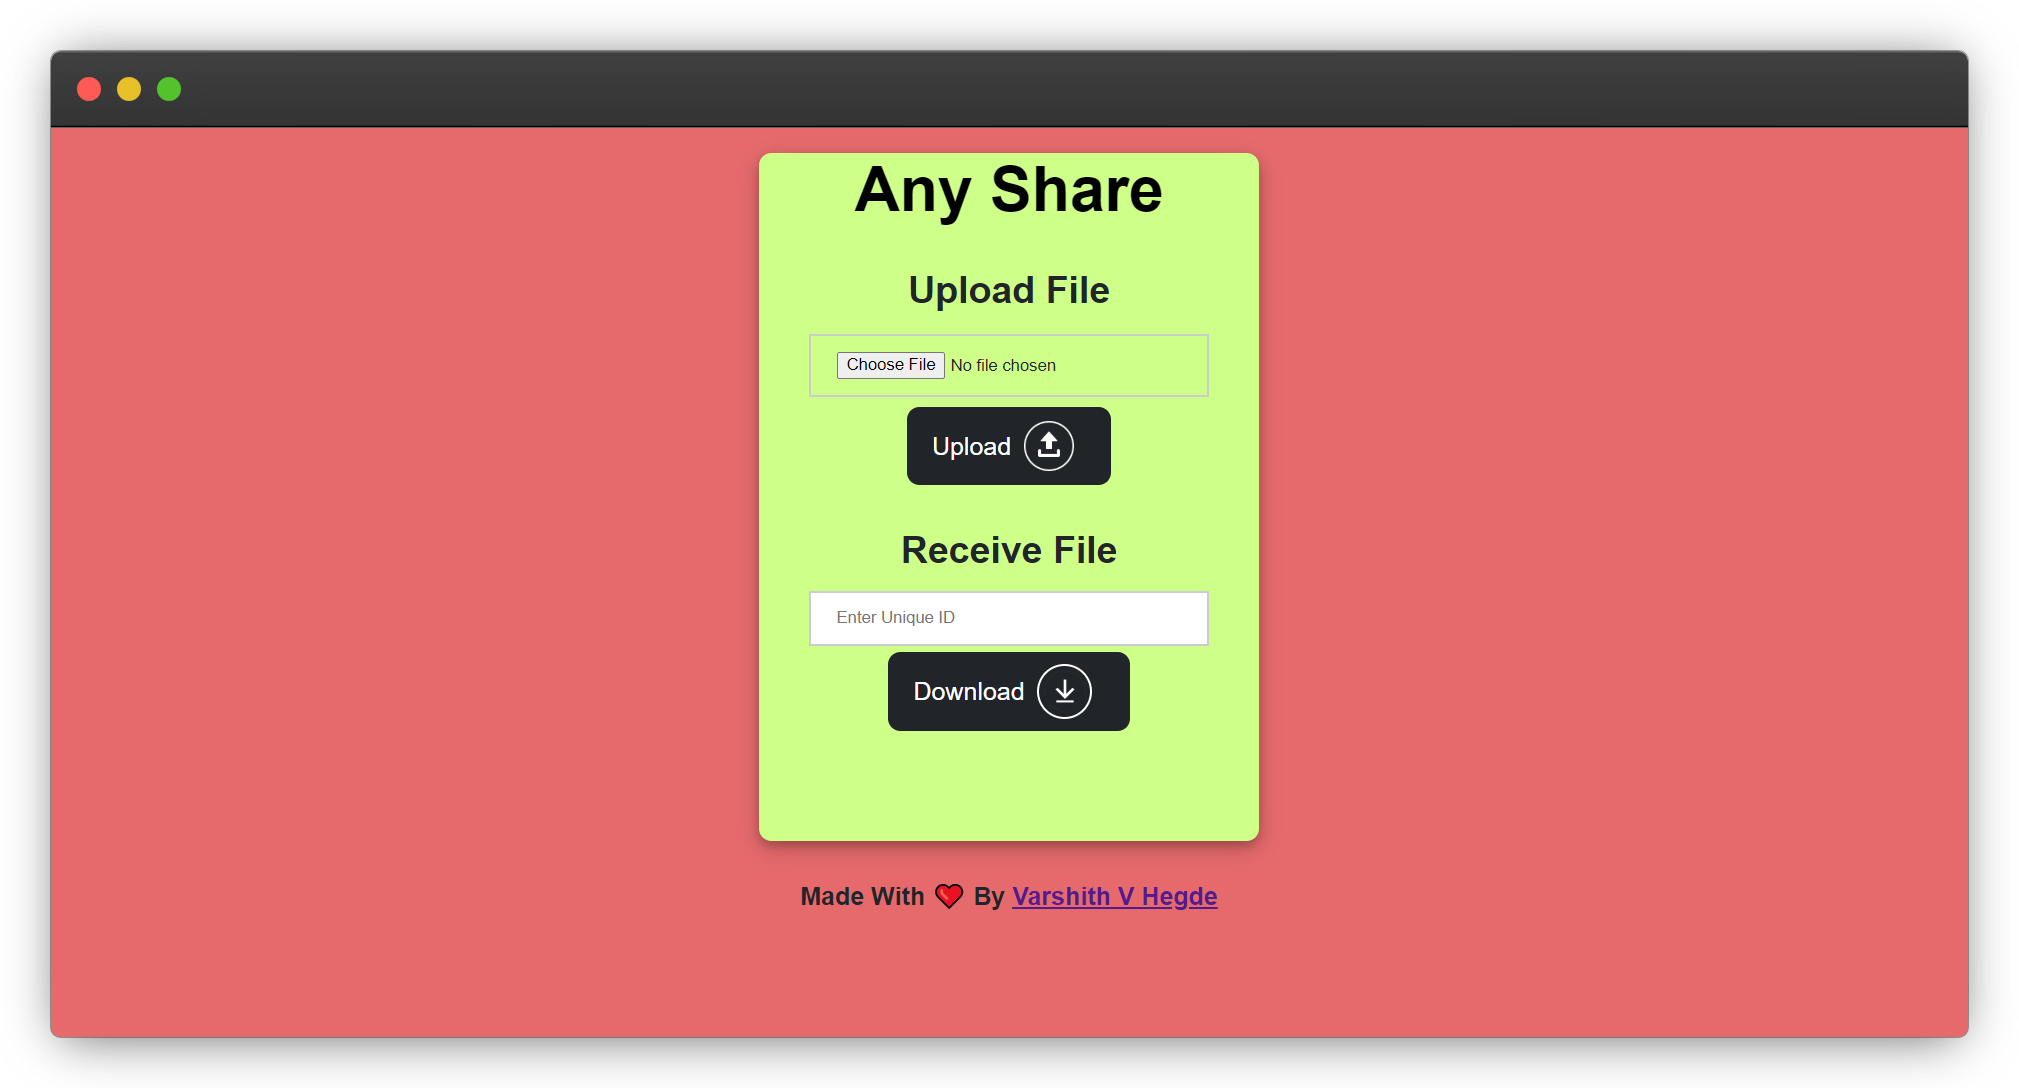 Any Share
Upload File
Choose File No file chosen
Upload
Receive File
Enter Unique ID
Download
Made With ❤️ By Varshith V Hegde